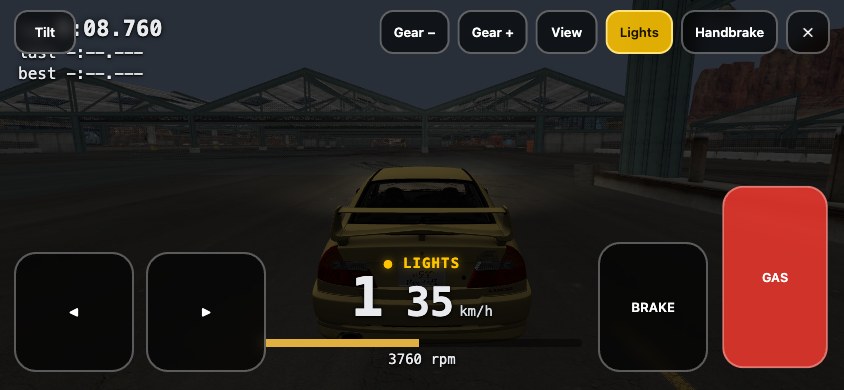 Tilt :08.760 Gear – Gear + View Lights Handbrake ✕
last –:––.–––
best –:––.–––
● LIGHTS
1 35 km/h
◄ ► BRAKE GAS
3760 rpm